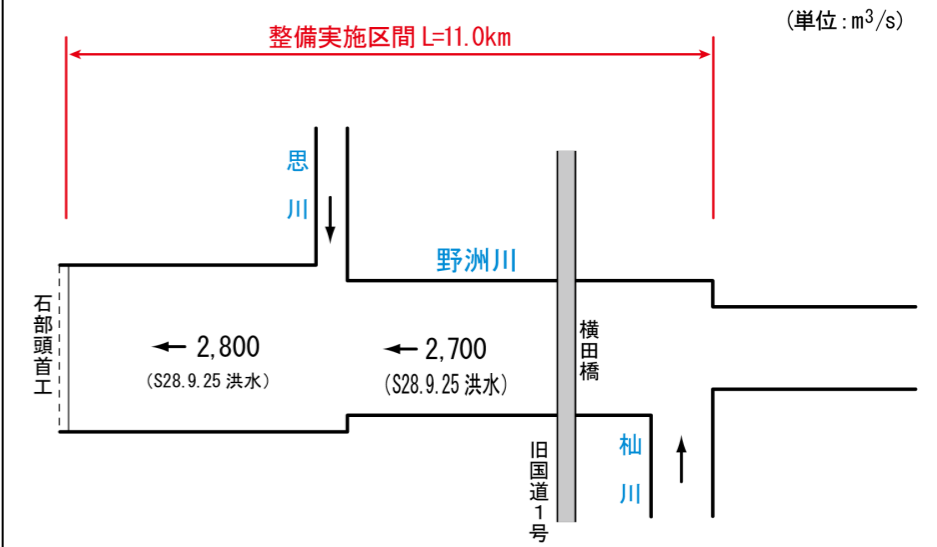 (単位:m³/s)
整備実施区間 L=11.0km
思川
野洲川
石部頭首工
← 2,800
(S28.9.25 洪水)
← 2,700
(S28.9.25 洪水)
横田橋
旧国道1号
杣川